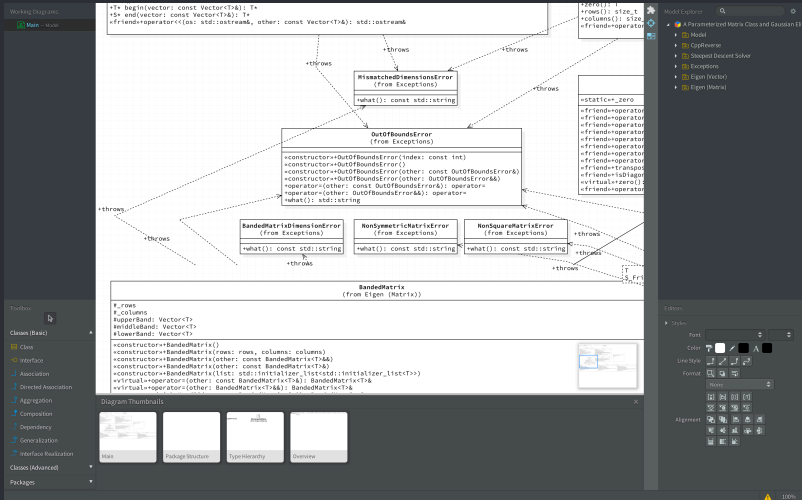 Working Diagrams
Main — Model
+T* begin(vector: const Vector<T>&): T*
+S* end(vector: const Vector<T>&): T*
«friend»+operator<<(os: std::ostream&, other: const Vector<T>&): std::ostream&
+zero(): T
+rows(): size_t
+columns(): size_
«friend»+operator
+throws
+throws
+throws
+throws
MismatchedDimensionsError
(from Exceptions)
+what(): const std::string
«static»+_zero
«friend»+operator
«friend»+operator
«friend»+operator
«friend»+operator
«friend»+operator
«friend»+transpos
«friend»+isDiagon
«virtual»+zero():
OutOfBoundsError
(from Exceptions)
«constructor»+OutOfBoundsError(index: const int)
«constructor»+OutOfBoundsError()
«constructor»+OutOfBoundsError(other: const OutOfBoundsError&)
«constructor»+OutOfBoundsError(other: OutOfBoundsError&&)
+operator=(other: const OutOfBoundsError&): operator=
+operator=(other: OutOfBoundsError&&): operator=
+what(): std::string
+throws
+throws
BandedMatrixDimensionError
(from Exceptions)
+what(): const std::string
NonSymmetricMatrixError
(from Exceptions)
+what(): const std::string
NonSquareMatrixError
(from Exceptions)
+what(): const std::string
+throws
+throws
+throws
+throws
T
S_Fri
BandedMatrix
(from Eigen (Matrix))
#_rows
#_columns
#upperBand: Vector<T>
#middleBand: Vector<T>
#lowerBand: Vector<T>
«constructor»+BandedMatrix()
«constructor»+BandedMatrix(rows: rows, columns: columns)
«constructor»+BandedMatrix(other: const BandedMatrix<T>&)
«constructor»+BandedMatrix(other: BandedMatrix<T>&&)
«constructor»+BandedMatrix(list: std::initializer_list<std::initializer_list<T>>)
«virtual»+operator=(other: const BandedMatrix<T>&): BandedMatrix<T>&
«virtual»+operator=(other: BandedMatrix<T>&&): BandedMatrix<T>&
Toolbox
Classes (Basic)
Class
Interface
Association
Directed Association
Aggregation
Composition
Dependency
Generalization
Interface Realization
Classes (Advanced)
Packages
Diagram Thumbnails
Main
Package Structure
Type Hierarchy
Overview
Model Explorer
A Parameterized Matrix Class and Gaussian Eli
Model
CppReverse
Steepest Descent Solver
Exceptions
Eigen (Vector)
Eigen (Matrix)
Editors
Styles
Font
Color
A
Line Style
Format
None
Alignment
100%